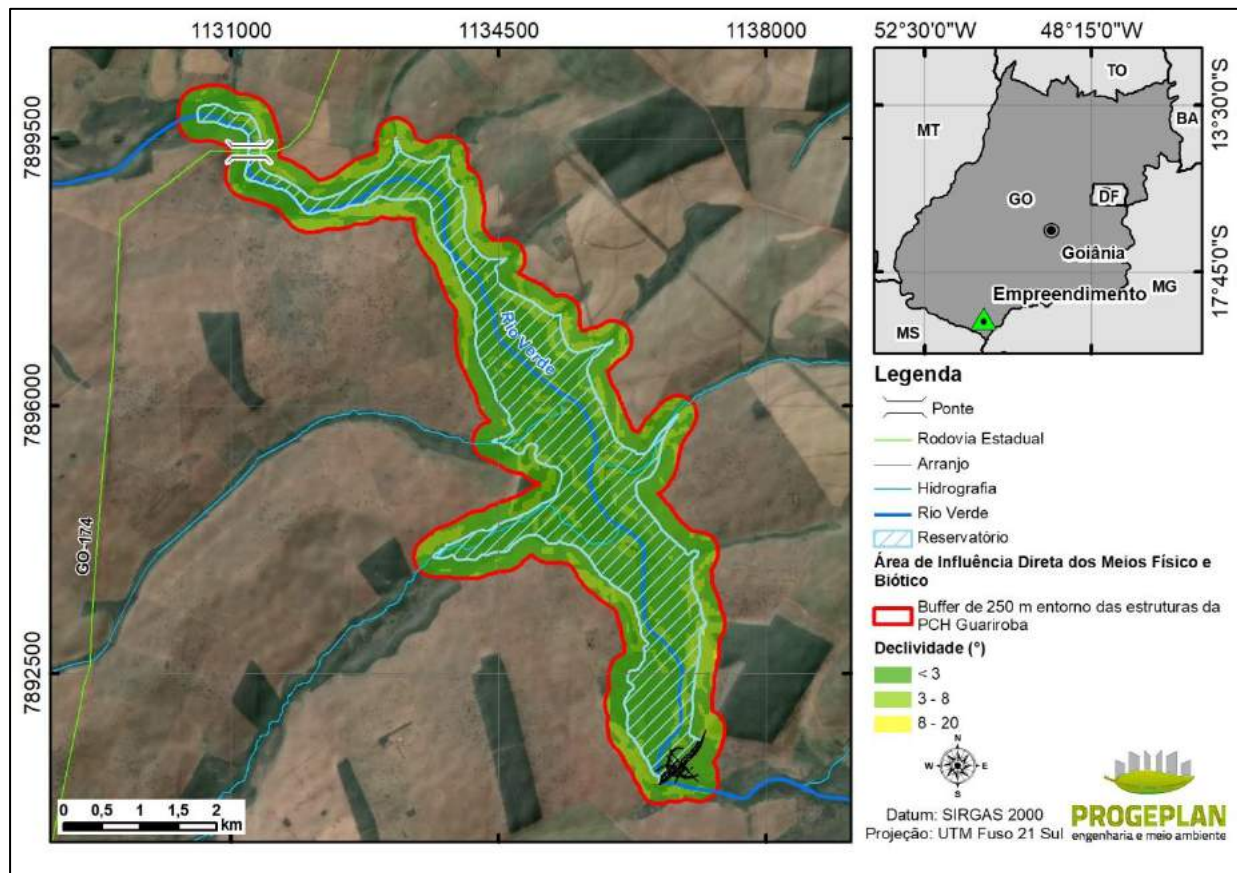 1131000
1134500
1138000
7899500
7896000
7892500
Rio Verde
GO-174
0 0,5 1 1,5 2
km
52°30'0"W
48°15'0"W
13°30'0"S
17°45'0"S
TO
BA
MT
GO
DF
Goiânia
MG
Empreendimento
MS
Legenda
Ponte
Rodovia Estadual
Arranjo
Hidrografia
Rio Verde
Reservatório
Área de Influência Direta dos Meios Físico e
Biótico
Buffer de 250 m entorno das estruturas da
PCH Guariroba
Declividade (°)
< 3
3 - 8
8 - 20
N
W
E
S
Datum: SIRGAS 2000
Projeção: UTM Fuso 21 Sul
PROGEPLAN
engenharia e meio ambiente